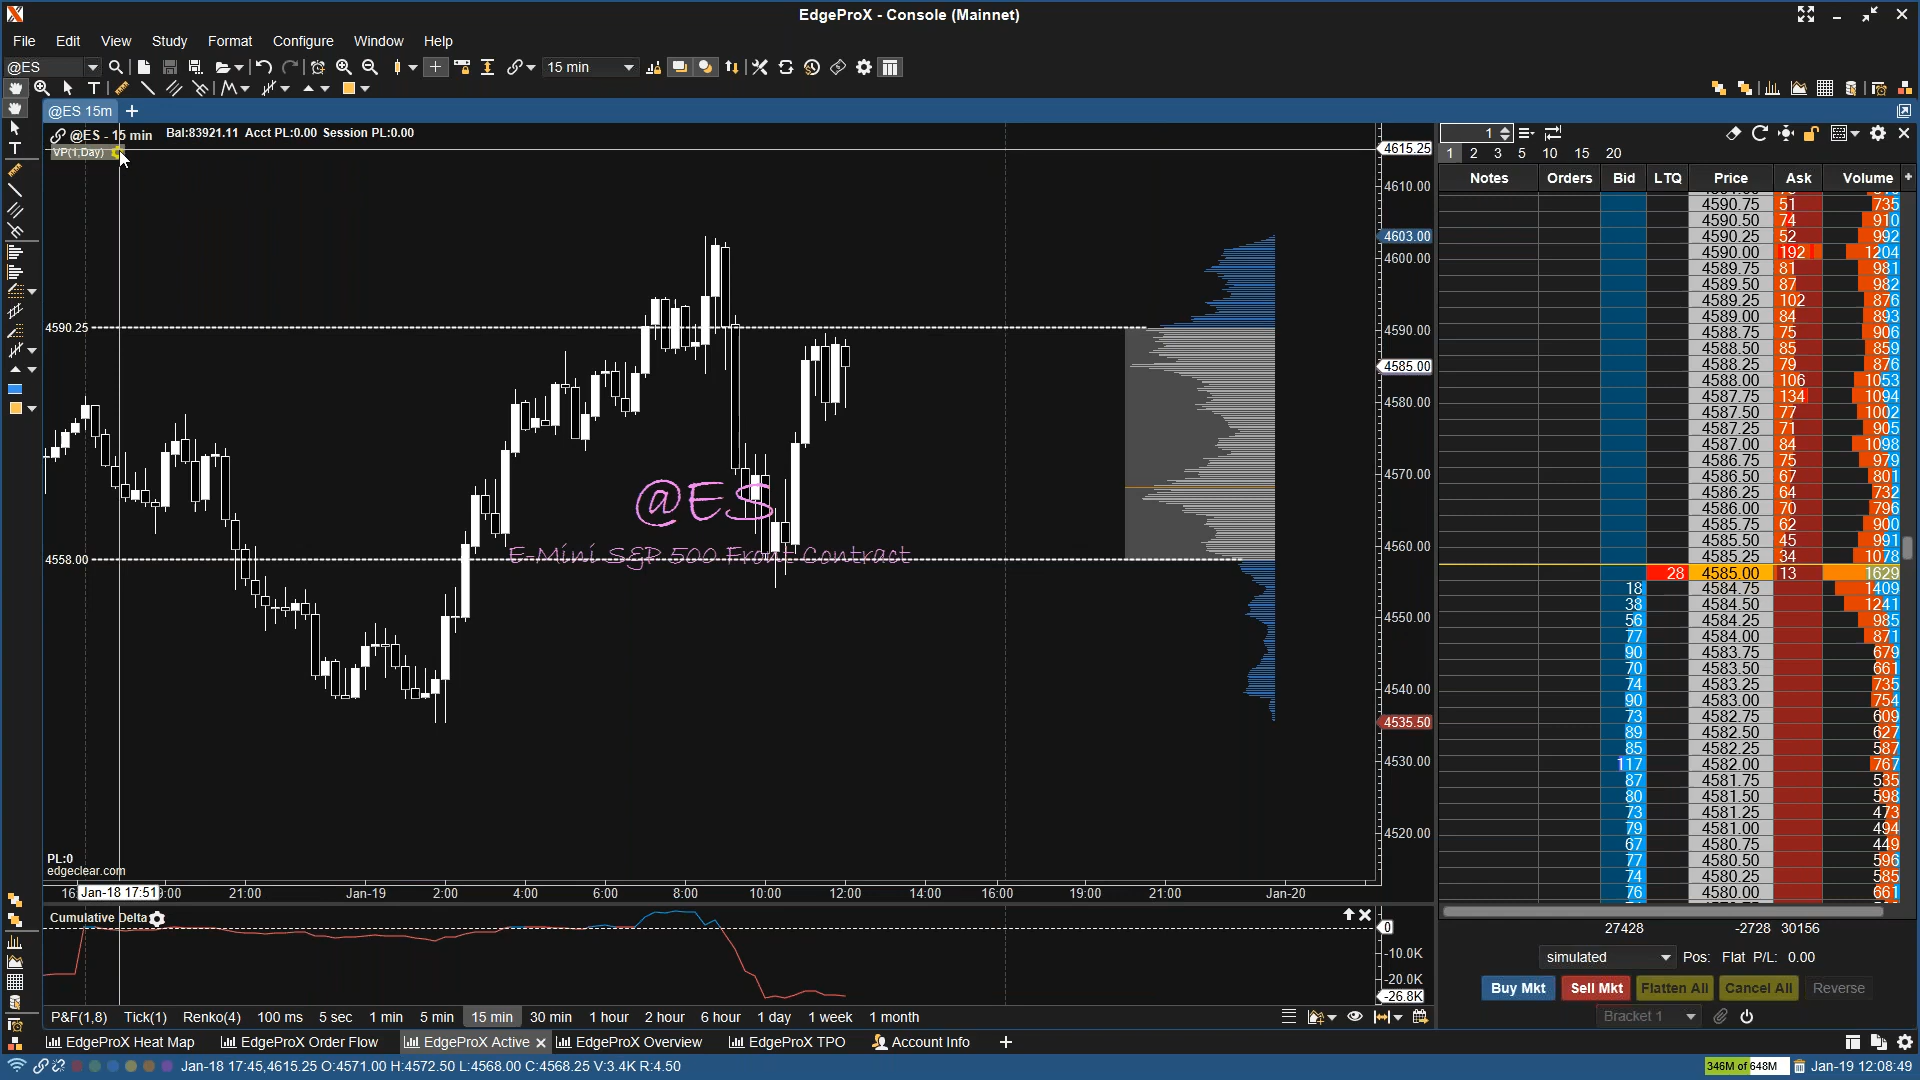 EdgeProX - Console (Mainnet)
File Edit View Study Format Configure Window Help
@ES 15 min
@ES 15m
@ES - 15 min Bal:83921.11 Acct PL:0.00 Session PL:0.00
VP(1,Day)
4615.25
4610.00
4603.00
4600.00
4590.25
4590.00
4585.00
4580.00
4570.00
@ES
E-Mini S&P 500 Front Contract
4560.00
4558.00
4550.00
4540.00
4535.50
4530.00
4520.00
PL:0
edgeclear.com
16 Jan-18 17:51 9:00 21:00 Jan-19 2:00 4:00 6:00 8:00 10:00 12:00 14:00 16:00 19:00 21:00 Jan-20
Cumulative Delta
0
-10.0K
-20.0K
-26.8K
P&F(1,8) Tick(1) Renko(4) 100 ms 5 sec 1 min 5 min 15 min 30 min 1 hour 2 hour 6 hour 1 day 1 week 1 month
EdgeProX Heat Map EdgeProX Order Flow EdgeProX Active EdgeProX Overview EdgeProX TPO Account Info
Jan-18 17:45,4615.25 O:4571.00 H:4572.50 L:4568.00 C:4568.25 V:3.4K R:4.50
1
1 2 3 5 10 15 20
Notes Orders Bid LTQ Price Ask Volume
4590.75 51 735
4590.50 74 910
4590.25 52 992
4590.00 192 1204
4589.75 81 981
4589.50 87 982
4589.25 102 876
4589.00 84 893
4588.75 75 906
4588.50 85 859
4588.25 79 876
4588.00 106 1053
4587.75 134 1094
4587.50 77 1002
4587.25 71 905
4587.00 84 1098
4586.75 75 979
4586.50 67 801
4586.25 64 732
4586.00 70 796
4585.75 62 900
4585.50 45 991
4585.25 34 1078
28 4585.00 13 1629
18 4584.75 1409
38 4584.50 1241
56 4584.25 985
77 4584.00 871
90 4583.75 679
70 4583.50 661
74 4583.25 735
90 4583.00 754
73 4582.75 609
89 4582.50 627
85 4582.25 587
117 4582.00 767
87 4581.75 535
80 4581.50 598
73 4581.25 473
79 4581.00 494
67 4580.75 449
77 4580.50 596
74 4580.25 585
76 4580.00 661
27428 -2728 30156
simulated Pos: Flat P/L: 0.00
Buy Mkt Sell Mkt Flatten All Cancel All Reverse
Bracket 1
346M of 648M Jan-19 12:08:49